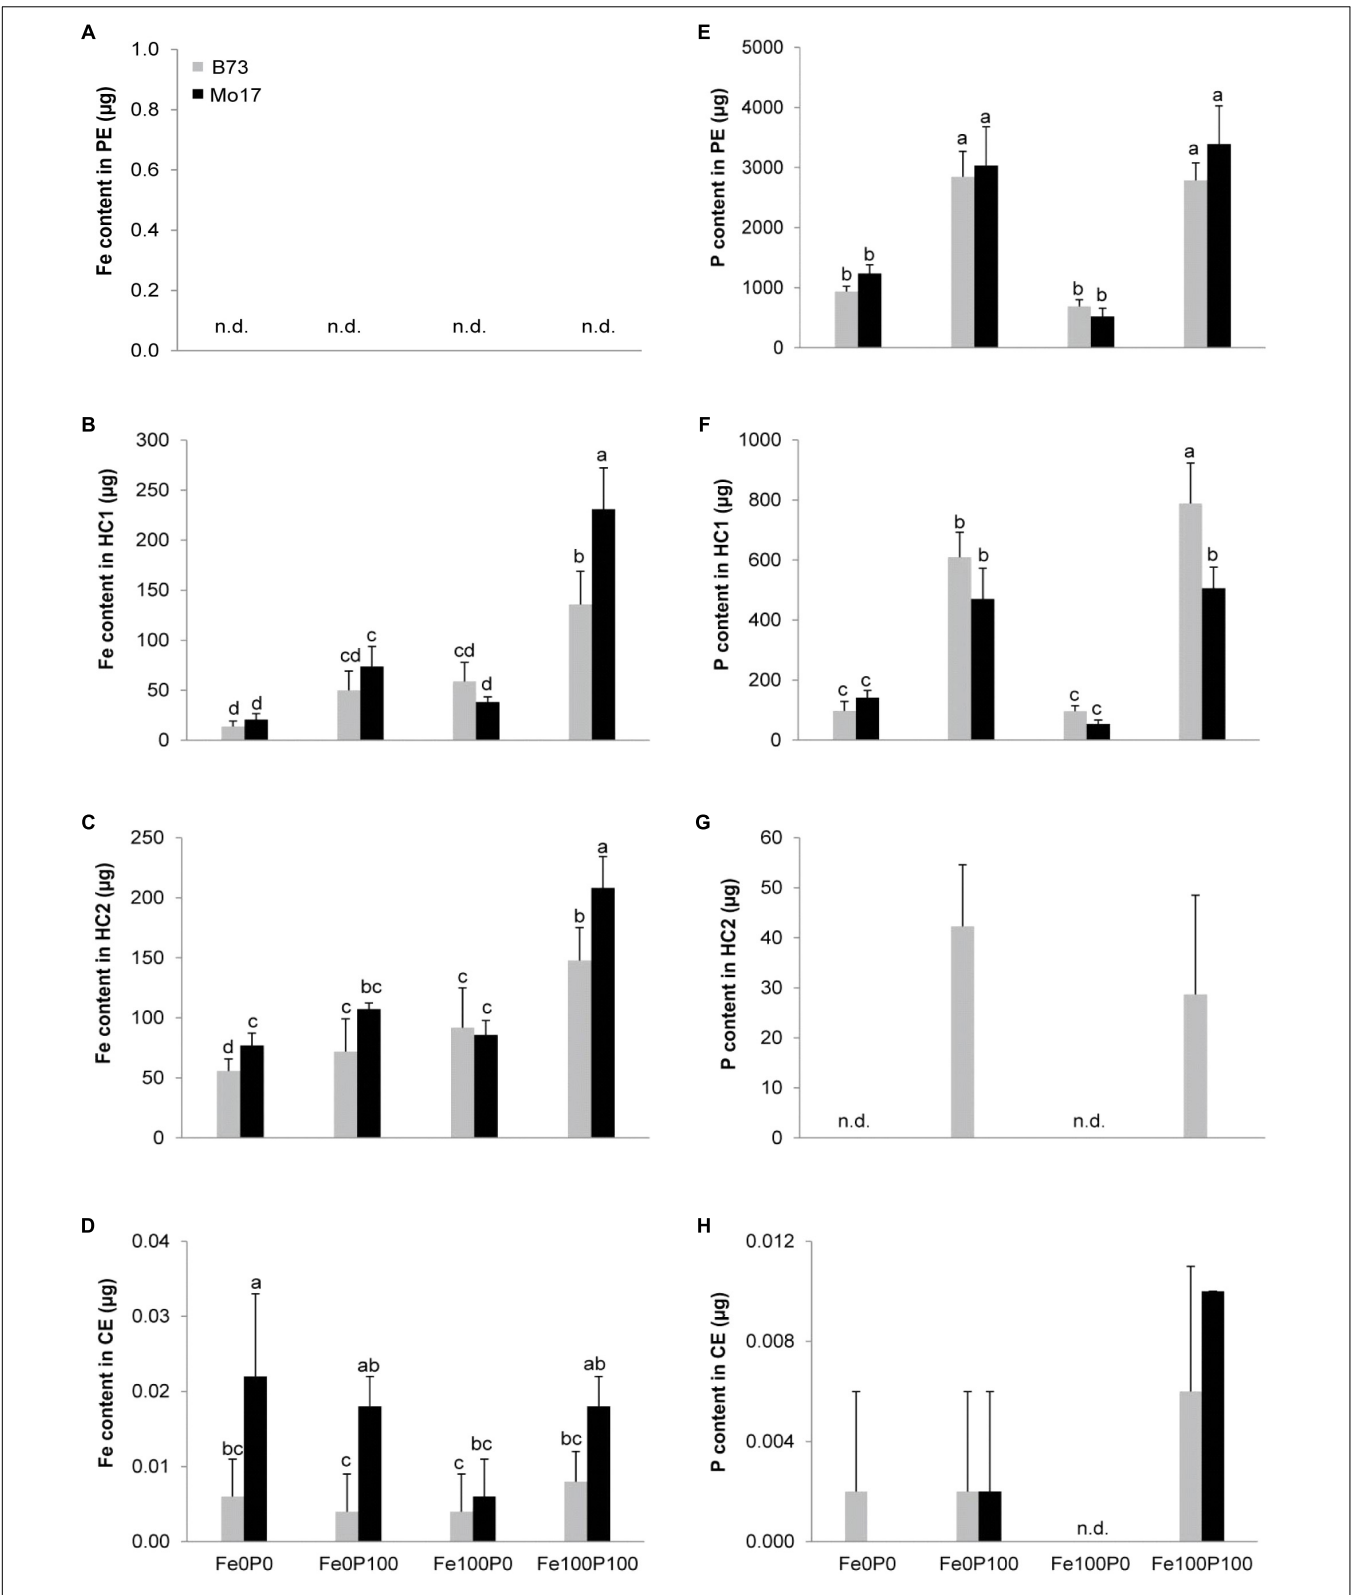 A
Fe content in PE (µg)
1.0
0.8
0.6
0.4
0.2
0.0
B73
Mo17
n.d. n.d. n.d. n.d.
E
P content in PE (µg)
5000
4000
3000
2000
1000
0
b b a a b b a a
B
Fe content in HC1 (µg)
300
250
200
150
100
50
0
d d cd c cd d b a
F
P content in HC1 (µg)
1000
800
600
400
200
0
c c b b c c a b
C
Fe content in HC2 (µg)
250
200
150
100
50
0
d c c bc c c b a
G
P content in HC2 (µg)
60
50
40
30
20
10
0
n.d. n.d.
D
Fe content in CE (µg)
0.04
0.03
0.02
0.01
0.00
bc a c ab c bc bc ab
Fe0P0 Fe0P100 Fe100P0 Fe100P100
H
P content in CE (µg)
0.012
0.008
0.004
0.000
n.d.
Fe0P0 Fe0P100 Fe100P0 Fe100P100